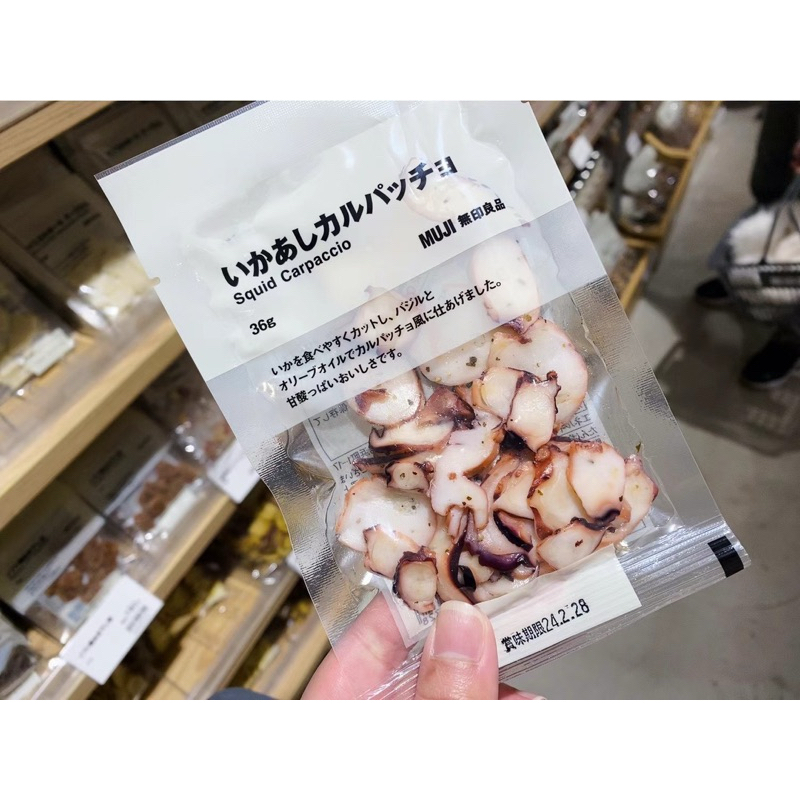 いかあしカルパッチョ
Squid Carpaccio
MUJI 無印良品
36g
いかを食べやすくカットし、バジルと
オリーブオイルでカルパッチョ風に仕あげました。
甘酸っぱいおいしさです。
賞味期限24.2.28